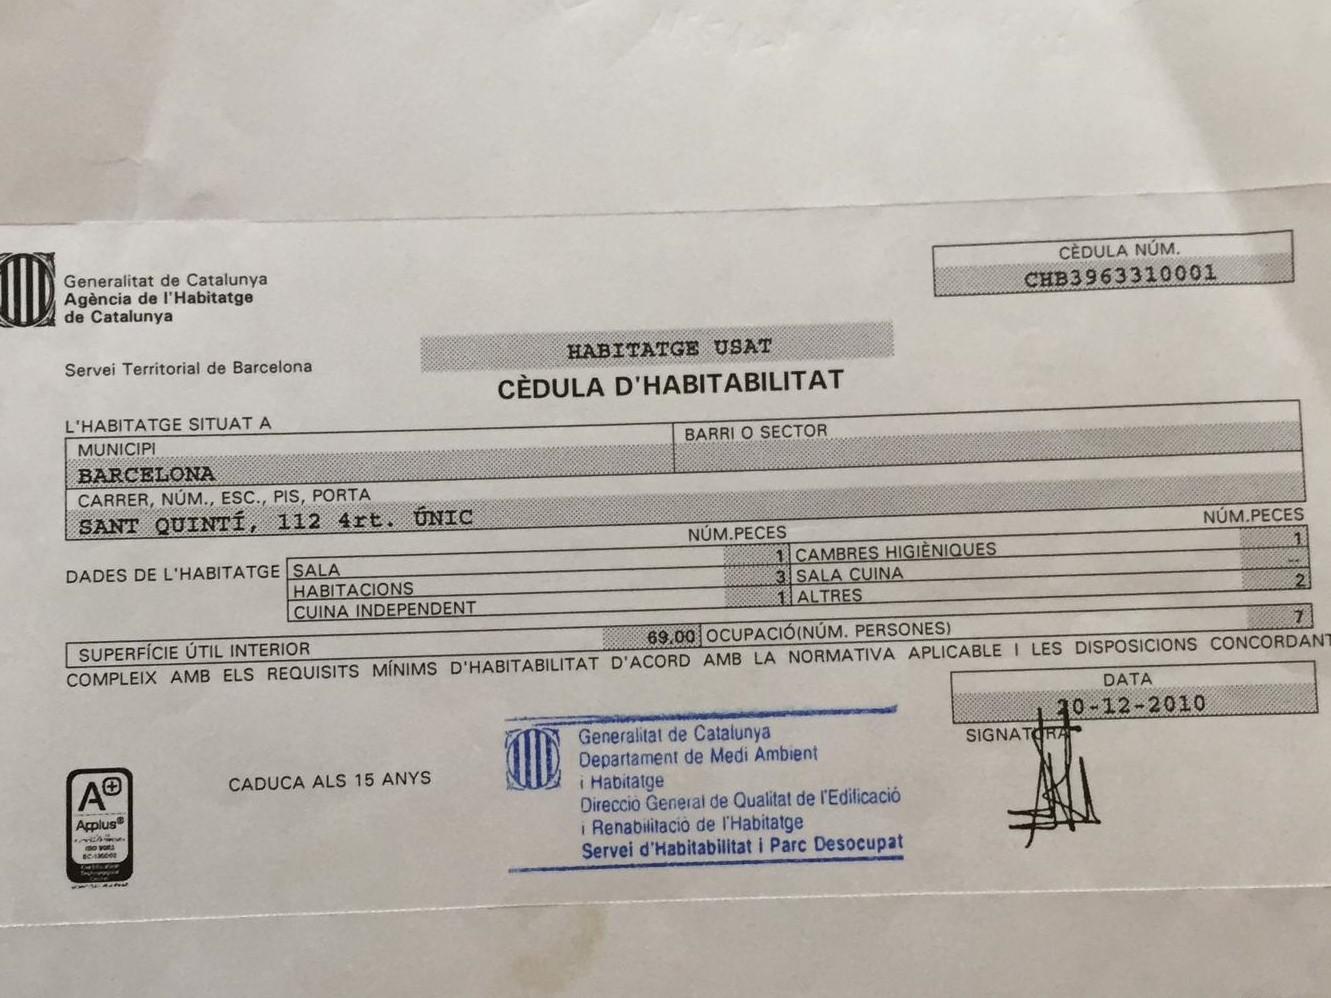 Generalitat de Catalunya
Agència de l'Habitatge
de Catalunya
CÈDULA NÚM.
CHB3963310001
Servei Territorial de Barcelona
HABITATGE USAT
CÈDULA D'HABITABILITAT
L'HABITATGE SITUAT A
MUNICIPI
BARRI O SECTOR
BARCELONA
CARRER, NÚM., ESC., PIS, PORTA
SANT QUINTÍ, 112 4rt. ÚNIC
NÚM.PECES NÚM.PECES
DADES DE L'HABITATGE
SALA 1 CAMBRES HIGIÈNIQUES 1
HABITACIONS 3 SALA CUINA --
CUINA INDEPENDENT 1 ALTRES 2
SUPERFÍCIE ÚTIL INTERIOR 69,00 OCUPACIÓ(NÚM. PERSONES) 7
COMPLEIX AMB ELS REQUISITS MÍNIMS D'HABITABILITAT D'ACORD AMB LA NORMATIVA APLICABLE I LES DISPOSICIONS CONCORDANT
DATA
20-12-2010
SIGNATURA
CADUCA ALS 15 ANYS
Generalitat de Catalunya
Departament de Medi Ambient
i Habitatge
Direcció General de Qualitat de l'Edificació
i Rehabilitació de l'Habitatge
Servei d'Habitabilitat i Parc Desocupat
A+
Applus®
ISO 9001